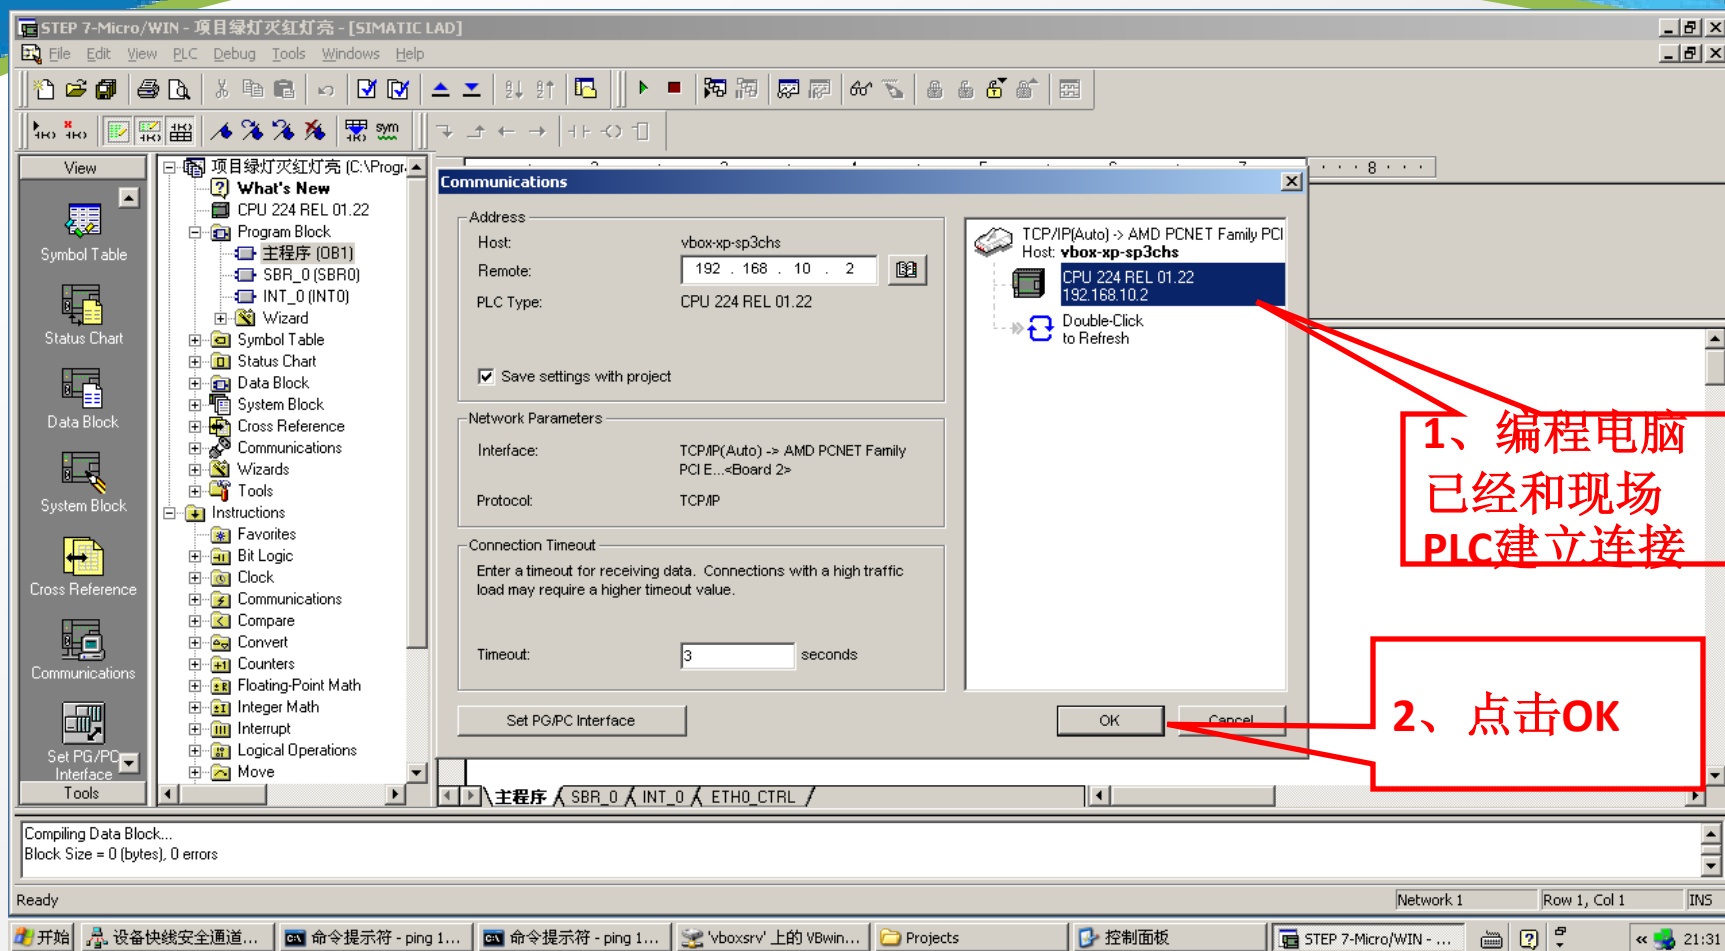 STEP 7-Micro/WIN - 项目绿灯灭红灯亮 - [SIMATIC LAD]
File Edit View PLC Debug Tools Windows Help
sym
View
Symbol Table
Status Chart
Data Block
System Block
Cross Reference
Communications
Set PG/PC
Interface
Tools
项目绿灯灭红灯亮 (C:\Progr
What's New
CPU 224 REL 01.22
Program Block
主程序 (OB1)
SBR_0 (SBR0)
INT_0 (INT0)
Wizard
Symbol Table
Status Chart
Data Block
System Block
Cross Reference
Communications
Wizards
Tools
Instructions
Favorites
Bit Logic
Clock
Communications
Compare
Convert
Counters
Floating-Point Math
Integer Math
Interrupt
Logical Operations
Move
8
Communications
Address
Host: vbox-xp-sp3chs
Remote: 192 . 168 . 10 . 2
PLC Type: CPU 224 REL 01.22
Save settings with project
Network Parameters
Interface: TCP/IP(Auto) -> AMD PCNET Family
PCI E...<Board 2>
Protocol: TCP/IP
Connection Timeout
Enter a timeout for receiving data. Connections with a high traffic
load may require a higher timeout value.
Timeout: 3 seconds
Set PG/PC Interface
OK
Cancel
TCP/IP(Auto) -> AMD PCNET Family PCI
Host: vbox-xp-sp3chs
CPU 224 REL 01.22
192.168.10.2
Double-Click
to Refresh
1、编程电脑
已经和现场
PLC建立连接
2、点击OK
主程序 SBR_0 INT_0 ETH0_CTRL
Compiling Data Block...
Block Size = 0 (bytes), 0 errors
Ready
Network 1
Row 1, Col 1
INS
开始
设备快线安全通道...
命令提示符 - ping 1...
命令提示符 - ping 1...
'vboxsrv' 上的 VBwin...
Projects
控制面板
STEP 7-Micro/WIN - ...
21:31